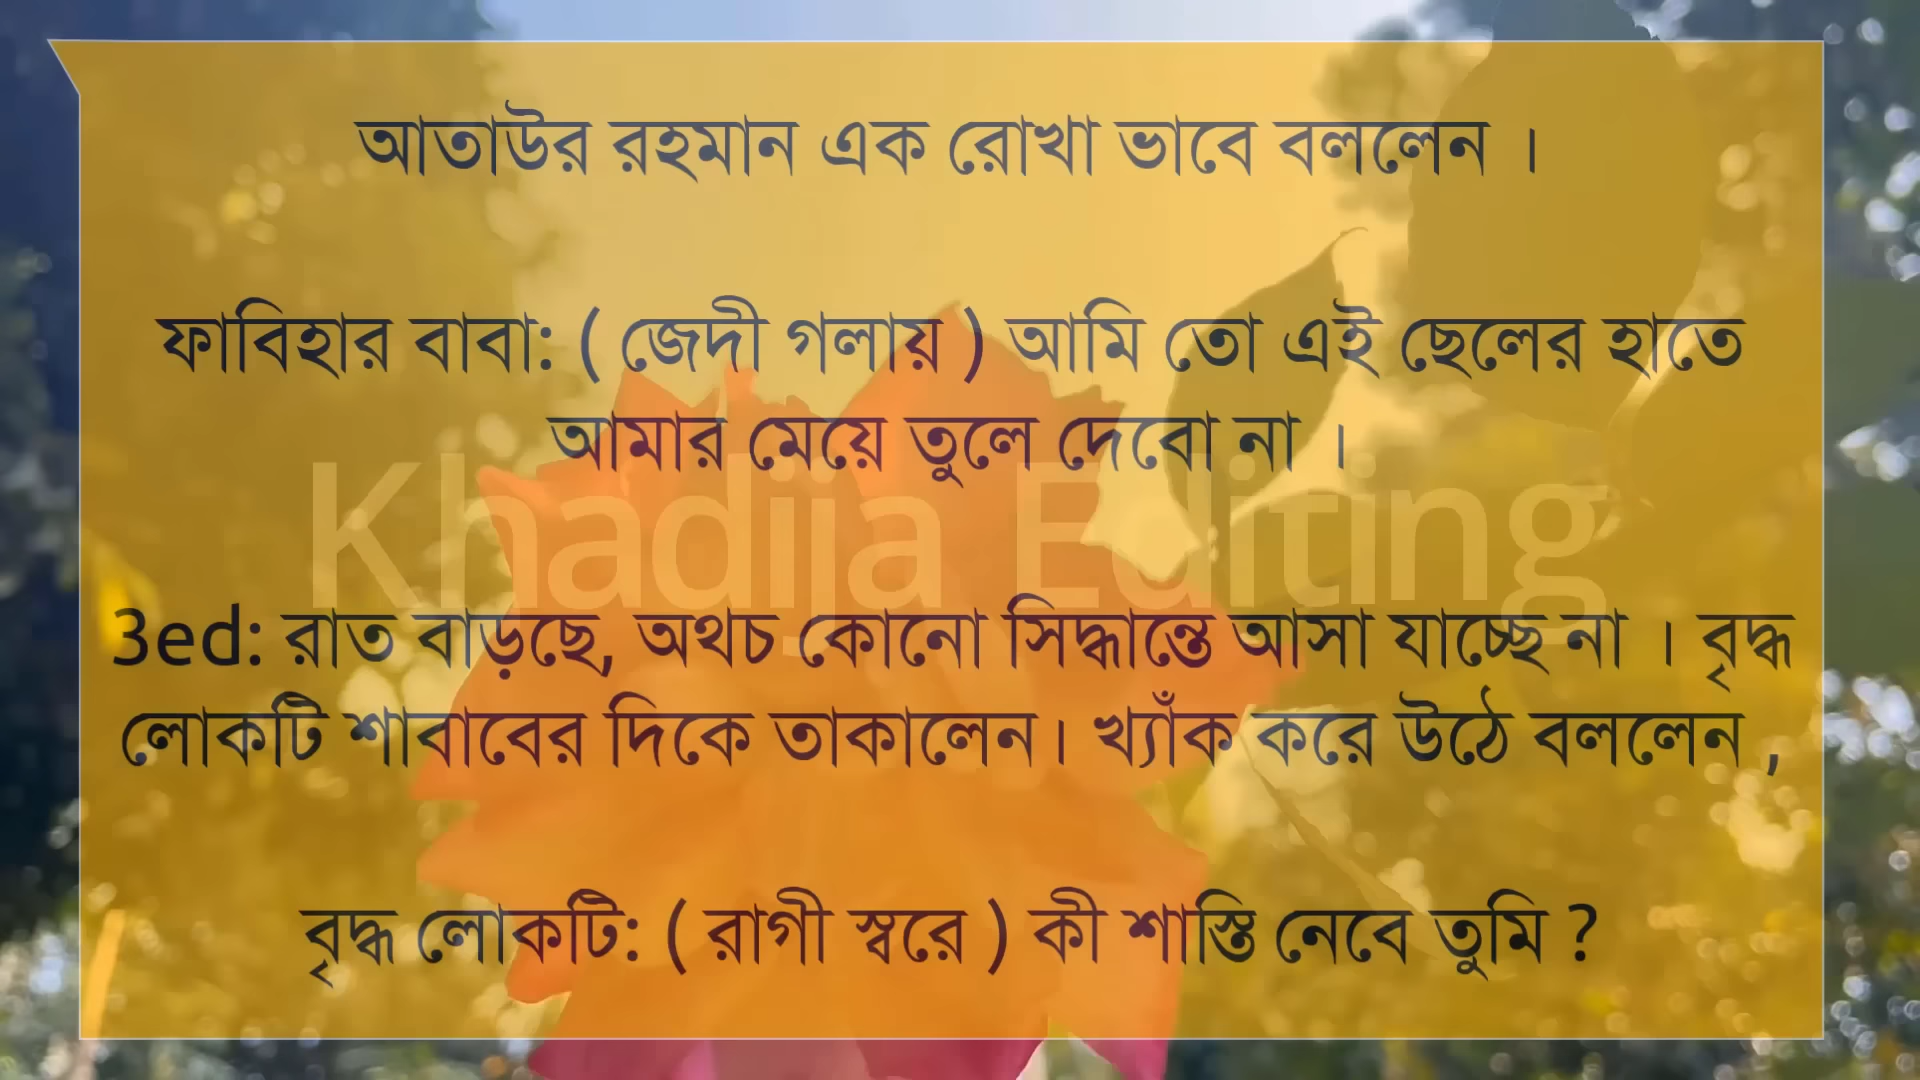 আতাউর রহমান এক রোখা ভাবে বললেন ।
ফাবিহার বাবা: ( জেদী গলায় ) আমি তো এই ছেলের হাতে
আমার মেয়ে তুলে দেবো না ।
Khadija Editing
3ed: রাত বাড়ছে, অথচ কোনো সিদ্ধান্তে আসা যাচ্ছে না । বৃদ্ধ
লোকটি শাবাবের দিকে তাকালেন। খ্যাঁক করে উঠে বললেন ,
বৃদ্ধ লোকটি: ( রাগী স্বরে ) কী শাস্তি নেবে তুমি ?